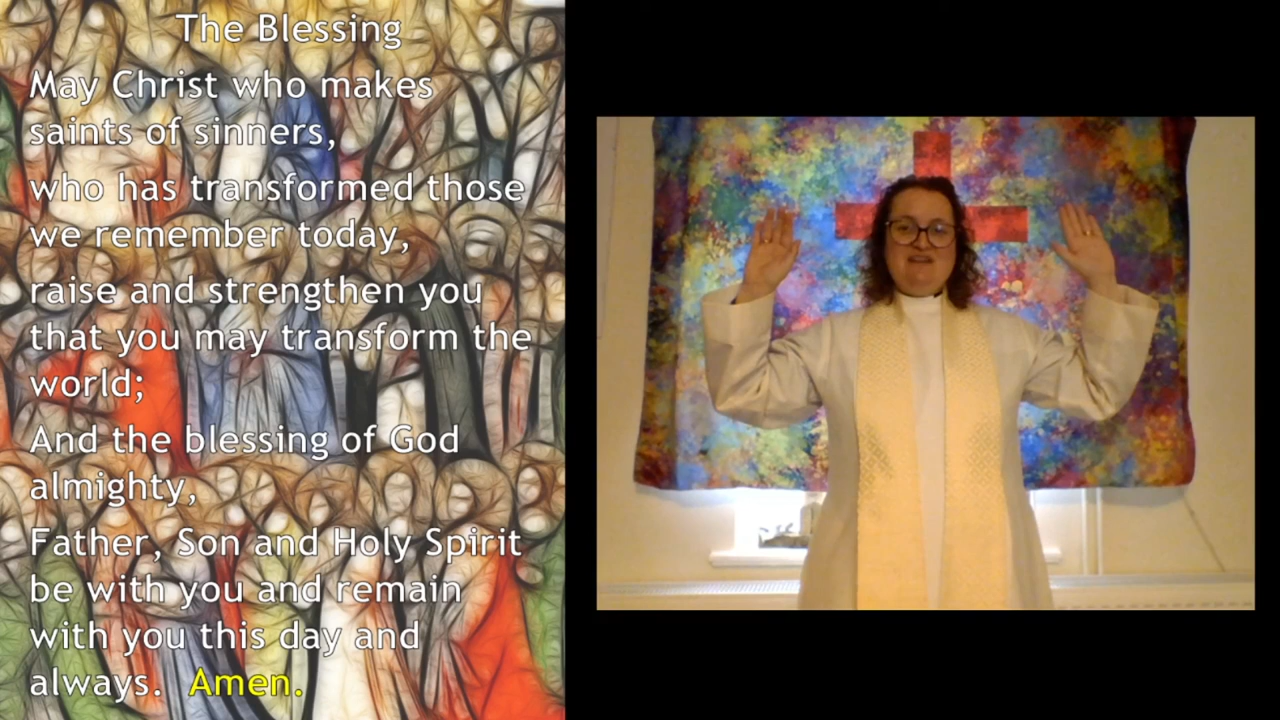 The Blessing
May Christ who makes
saints of sinners,
who has transformed those
we remember today,
raise and strengthen you
that you may transform the
world;
And the blessing of God
almighty,
Father, Son and Holy Spirit
be with you and remain
with you this day and
always.  Amen.